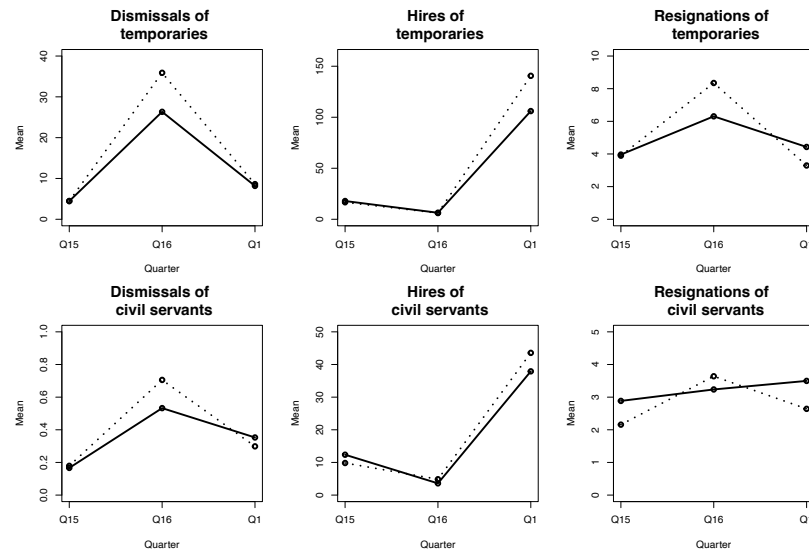 Dismissals of
temporaries
Hires of
temporaries
Resignations of
temporaries
Mean
0
10
20
30
40
Q15
Q16
Q1
Quarter
Mean
0
50
100
150
Q15
Q16
Q1
Quarter
Mean
0
2
4
6
8
10
Q15
Q16
Q
Quarter
Dismissals of
civil servants
Hires of
civil servants
Resignations of
civil servants
Mean
0.0
0.2
0.4
0.6
0.8
1.0
Q15
Q16
Q1
Quarter
Mean
0
10
20
30
40
50
Q15
Q16
Q1
Quarter
Mean
0
1
2
3
4
5
Q15
Q16
Q
Quarter